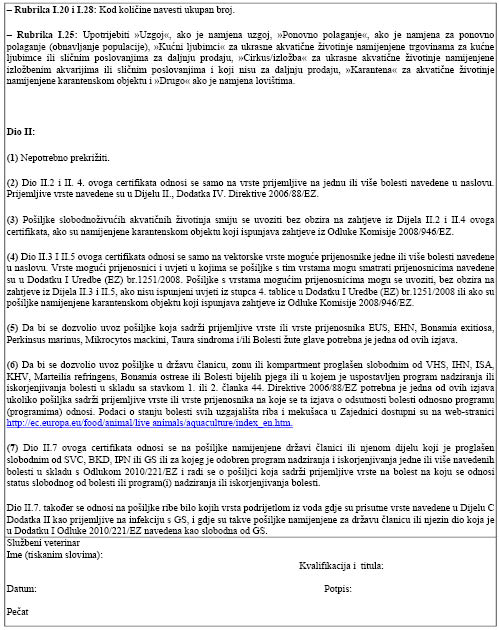 – Rubrika I.20 i I.28: Kod količine navesti ukupan broj.
– Rubrika I.25: Upotrijebiti »Uzgoj«, ako je namjena uzgoj, »Ponovno polaganje«, ako je namjena za ponovno
polaganje (obnavljanje populacije), »Kućni ljubimci« za ukrasne akvatične životinje namijenjene trgovinama za kućne
ljubimce ili sličnim poslovanjima za daljnju prodaju, »Cirkus/izložba« za ukrasne akvatične životinje namijenjene
izložbenim akvarijima ili sličnim poslovanjima i koji nisu za daljnju prodaju, »Karantena« za akvatične životinje
namijenjene karantenskom objektu i »Drugo« ako je namjena lovištima.
Dio II:
(1) Nepotrebno prekrižiti.
(2) Dio II.2 i II. 4. ovoga certifikata odnosi se samo na vrste prijemljive na jednu ili više bolesti navedene u naslovu.
Prijemljive vrste navedene su u Dijelu II., Dodatka IV. Direktive 2006/88/EZ.
(3) Pošiljke slobodnoživućih akvatičnih životinja smiju se uvoziti bez obzira na zahtjeve iz Dijela II.2 i II.4 ovoga
certifikata, ako su namijenjene karantenskom objektu koji ispunjava zahtjeve iz Odluke Komisije 2008/946/EZ.
(4) Dio II.3 I II.5 ovoga certifikata odnosi se samo na vektorske vrste moguće prijenosnike jedne ili više bolesti navedene
u naslovu. Vrste mogući prijenosnici i uvjeti u kojima se pošiljke s tim vrstama mogu smatrati prijenosnicima navedene
su u Dodatku I Uredbe (EZ) br.1251/2008. Pošiljke s vrstama mogućim prijenosnicima mogu se uvoziti, bez obzira na
zahtjeve iz Dijela II.3 i II.5, ako nisu ispunjeni uvjeti iz stupca 4. tablice u Dodatku I Uredbe (EZ) br.1251/2008 ili ako su
pošiljke namijenjene karantenskom objektu koji ispunjava zahtjeve iz Odluke Komisije 2008/946/EZ.
(5) Da bi se dozvolio uvoz pošiljke koja sadrži prijemljive vrste ili vrste prijenosnika EUS, EHN, Bonamia exitiosa,
Perkinsus marinus, Mikrocytos mackini, Taura sindroma i/ili Bolesti žute glave potrebna je jedna od ovih izjava.
(6) Da bi se dozvolio uvoz pošiljke u državu članicu, zonu ili kompartment proglašen slobodnim od VHS, IHN, ISA,
KHV, Marteilia refringens, Bonamia ostreae ili Bolesti bijelih pjega ili u kojem je uspostavljen program nadziranja ili
iskorjenjivanja bolesti u skladu sa stavkom 1. ili 2. članka 44. Direktive 2006/88/EZ potrebna je jedna od ovih izjava
ukoliko pošiljka sadrži prijemljive vrste ili vrste prijenosnika na koje se ta izjava o odsutnosti bolesti odnosno programu
(programima) odnosi. Podaci o stanju bolesti svih uzgajališta riba i mekušaca u Zajednici dostupni su na web-stranici
http://ec.europa.eu/food/animal/live animals/aquaculture/index_en.htm.
(7) Dio II.7 ovoga certifikata odnosi se na pošiljke namijenjene državi članici ili njenom dijelu koji je proglašen
slobodnim od SVC, BKD, IPN ili GS ili za kojeg je odobren program nadziranja i iskorjenjivanja jedne ili više navedenih
bolesti u skladu s Odlukom 2010/221/EZ i radi se o pošiljci koja sadrži prijemljive vrste na bolest na koju se odnosi
status slobodnog od bolesti ili program(i) nadziranja ili iskorjenjivanja bolesti.
Dio II.7. također se odnosi na pošiljke ribe bilo kojih vrsta podrijetlom iz voda gdje su prisutne vrste navedene u Dijelu C
Dodatka II kao prijemljive na infekciju s GS, i gdje su takve pošiljke namijenjene za državu članicu ili njezin dio koja je
u Dodatku I Odluke 2010/221/EZ navedena kao slobodna od GS.
Službeni veterinar
Ime (tiskanim slovima):
Kvalifikacija i titula:
Datum: Potpis:
Pečat